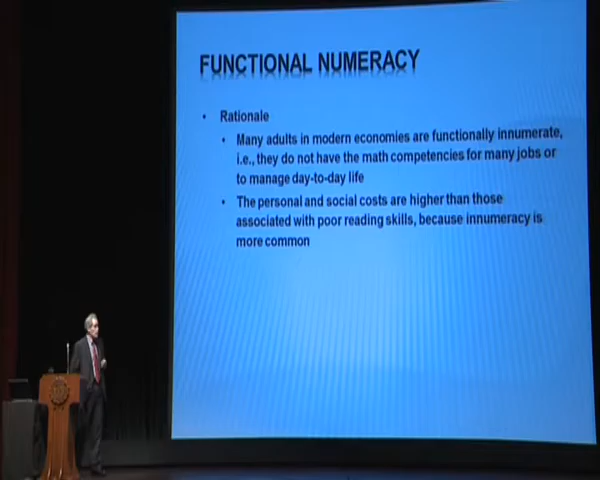 FUNCTIONAL NUMERACY
• Rationale
• Many adults in modern economies are functionally innumerate,
i.e., they do not have the math competencies for many jobs or
to manage day-to-day life
• The personal and social costs are higher than those
associated with poor reading skills, because innumeracy is
more common